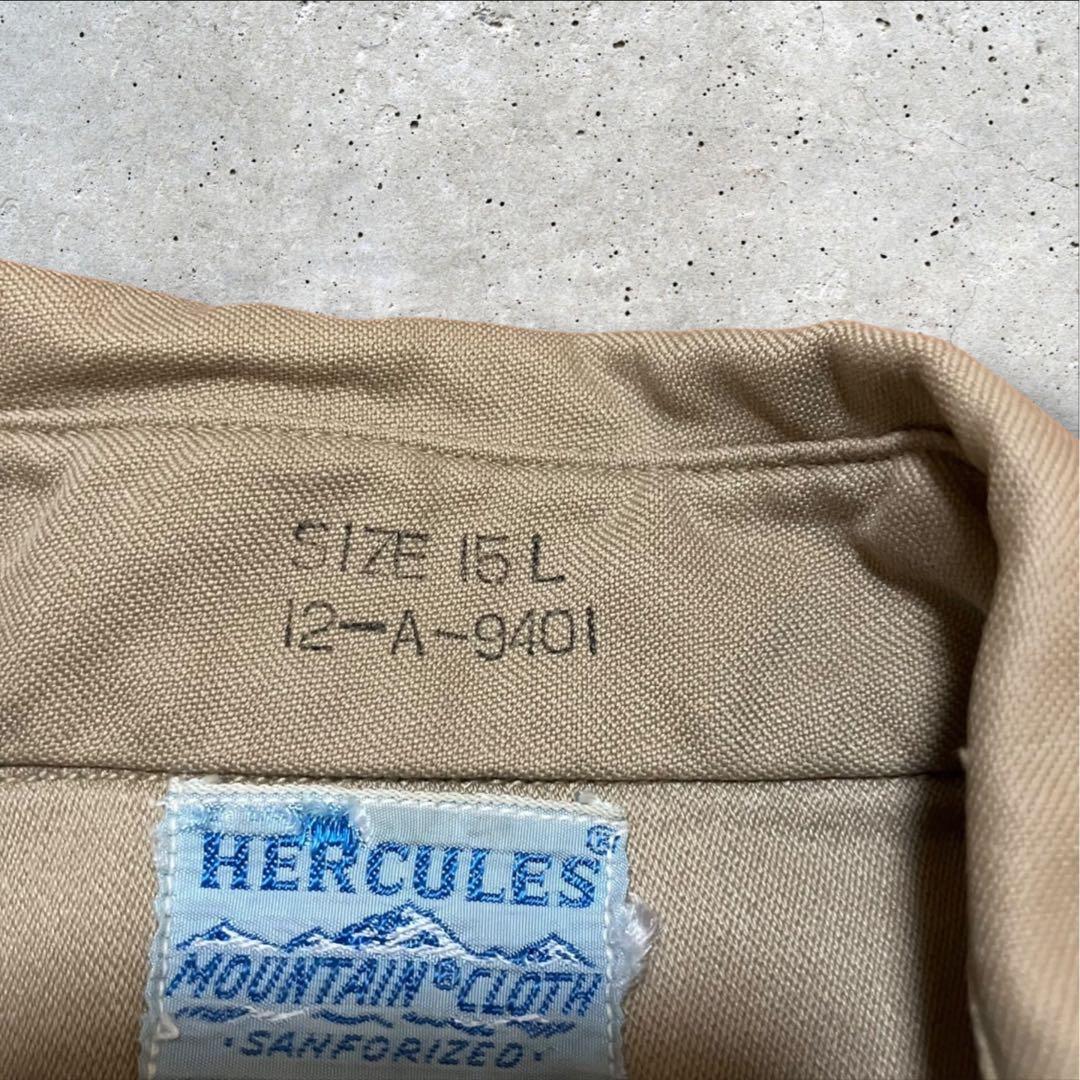 SIZE 15 L
12-A-9401
HERCULES®
MOUNTAIN® CLOTH
·SANFORIZED·